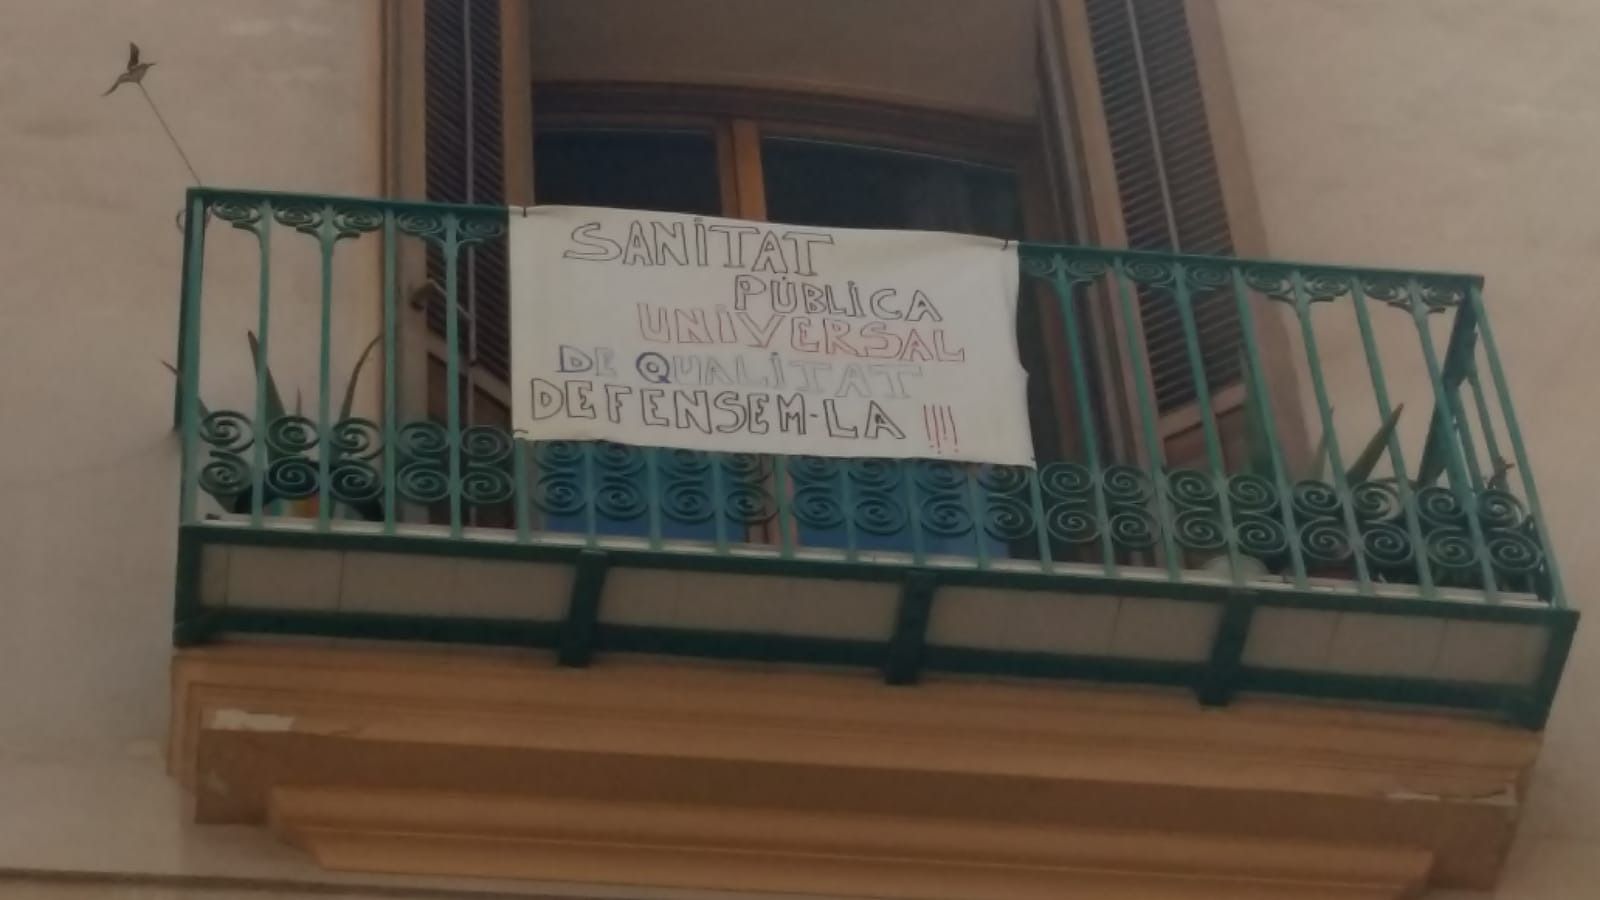 SANITAT
PÚBLICA
UNIVERSAL
DE QUALITAT
DEFENSEM-LA !!!!